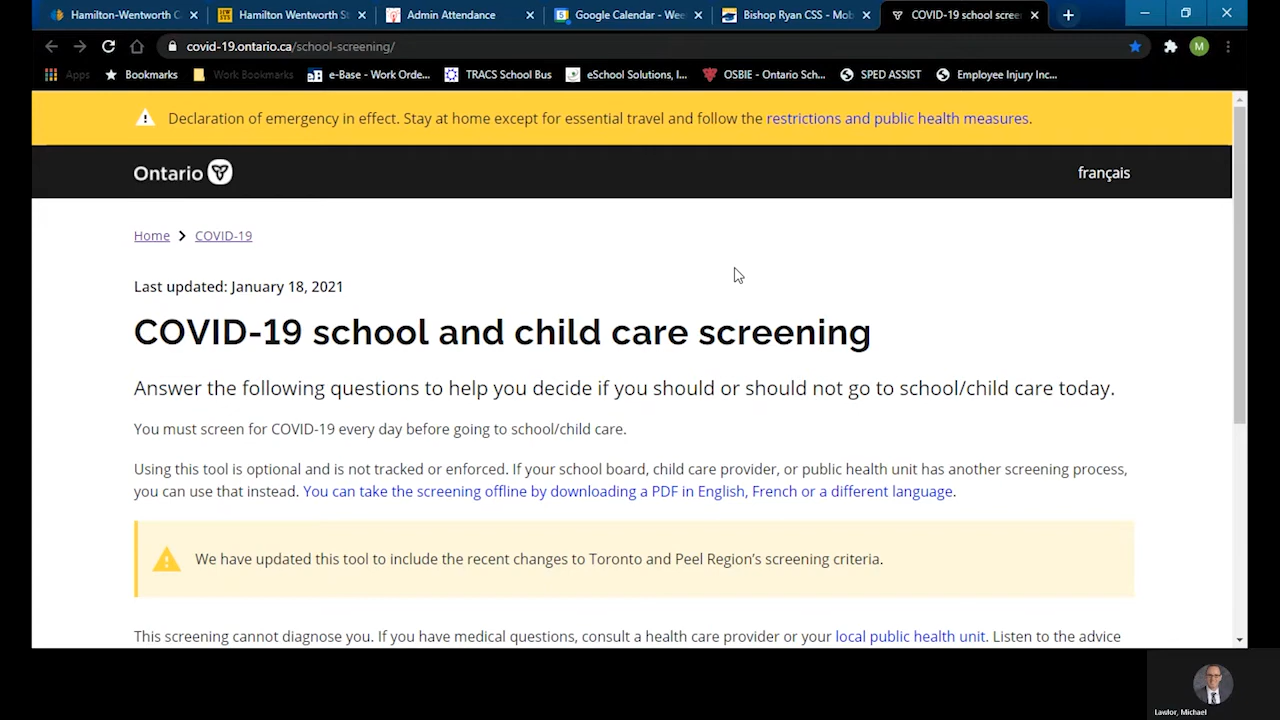 Hamilton-Wentworth C
Hamilton Wentworth St
Admin Attendance
Google Calendar - Wee
Bishop Ryan CSS - Mob
COVID-19 school scree
covid-19.ontario.ca/school-screening/
M
Apps
Bookmarks
Work Bookmarks
e-Base - Work Orde...
TRACS School Bus
eSchool Solutions, I...
OSBIE - Ontario Sch...
SPED ASSIST
Employee Injury Inc...
Declaration of emergency in effect. Stay at home except for essential travel and follow the restrictions and public health measures.
Ontario
français
Home > COVID-19
Last updated: January 18, 2021
COVID-19 school and child care screening
Answer the following questions to help you decide if you should or should not go to school/child care today.
You must screen for COVID-19 every day before going to school/child care.
Using this tool is optional and is not tracked or enforced. If your school board, child care provider, or public health unit has another screening process,
you can use that instead. You can take the screening offline by downloading a PDF in English, French or a different language.
We have updated this tool to include the recent changes to Toronto and Peel Region's screening criteria.
This screening cannot diagnose you. If you have medical questions, consult a health care provider or your local public health unit. Listen to the advice
Lawlor, Michael